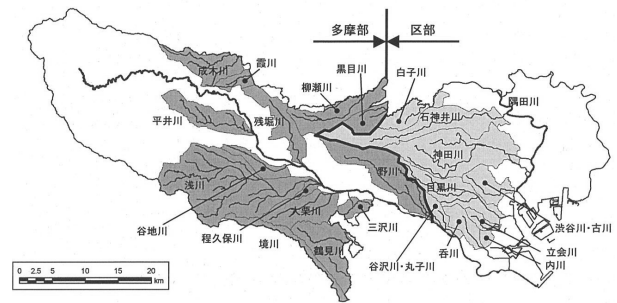 多摩部
区部
成木川
霞川
黒目川
柳瀬川
白子川
石神井川
隅田川
平井川
残堀川
神田川
野川
目黒川
浅川
谷地川
程久保川
大栗川
三沢川
境川
鶴見川
谷沢川・丸子川
呑川
渋谷川・古川
立会川
内川
0 2.5 5 10 15 20
km